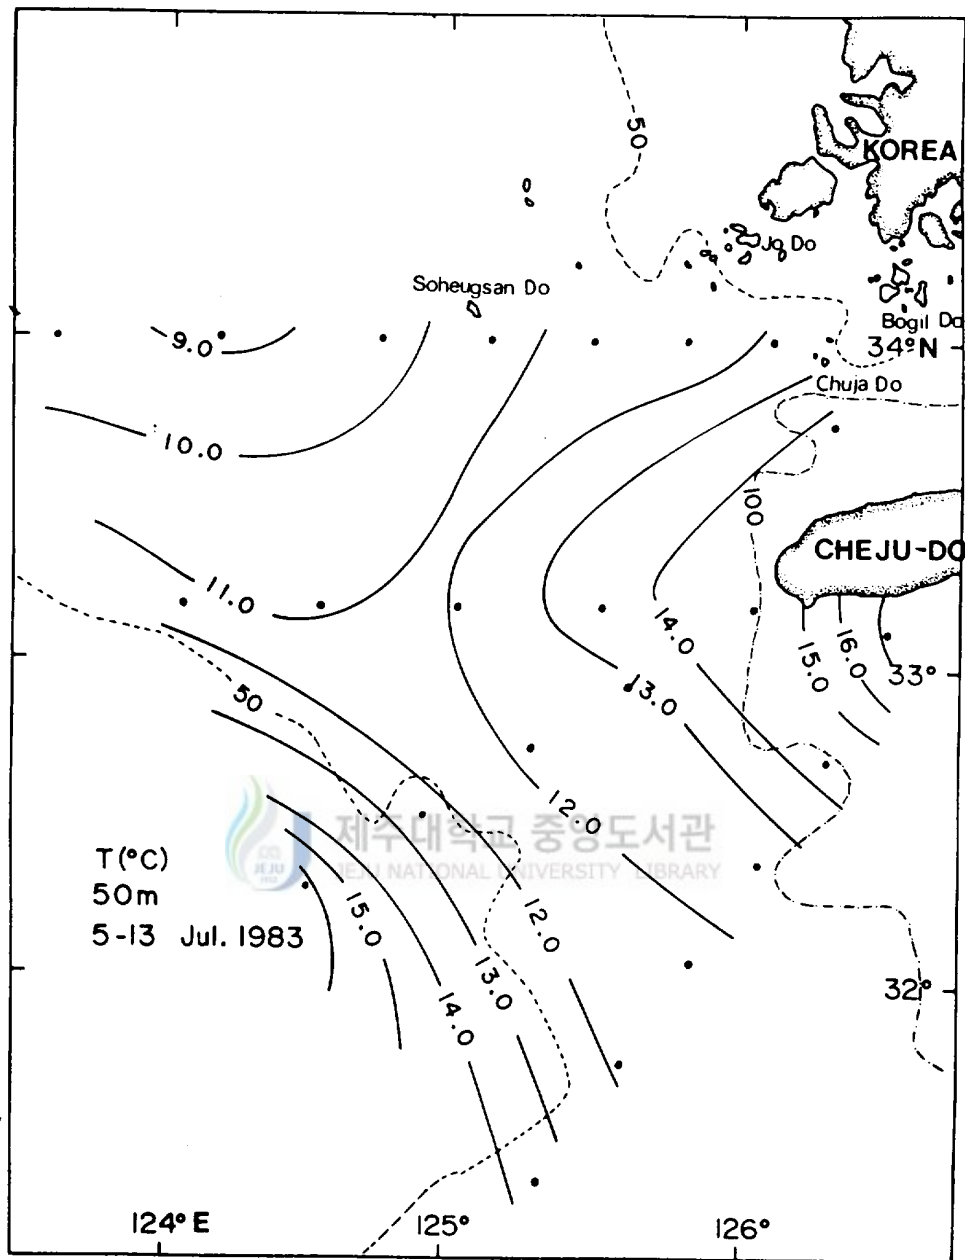 50
KOREA
Jo Do
Soheugsan Do
Bogil Do
9.0
34°N
Chuja Do
10.0
100
CHEJU-DO
11.0
14.0
15.0
16.0
33°
50
13.0
12.0
제주대학교 중앙도서관
JEJU NATIONAL UNIVERSITY LIBRARY
JEJU
1952
T(°C)
50m
5-13 Jul. 1983
15.0
12.0
13.0
14.0
32°
124°E
125°
126°